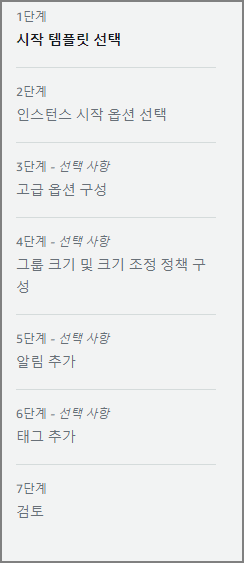 1단계
시작 템플릿 선택
2단계
인스턴스 시작 옵션 선택
3단계 - 선택 사항
고급 옵션 구성
4단계 - 선택 사항
그룹 크기 및 크기 조정 정책 구
성
5단계 - 선택 사항
알림 추가
6단계 - 선택 사항
태그 추가
7단계
검토